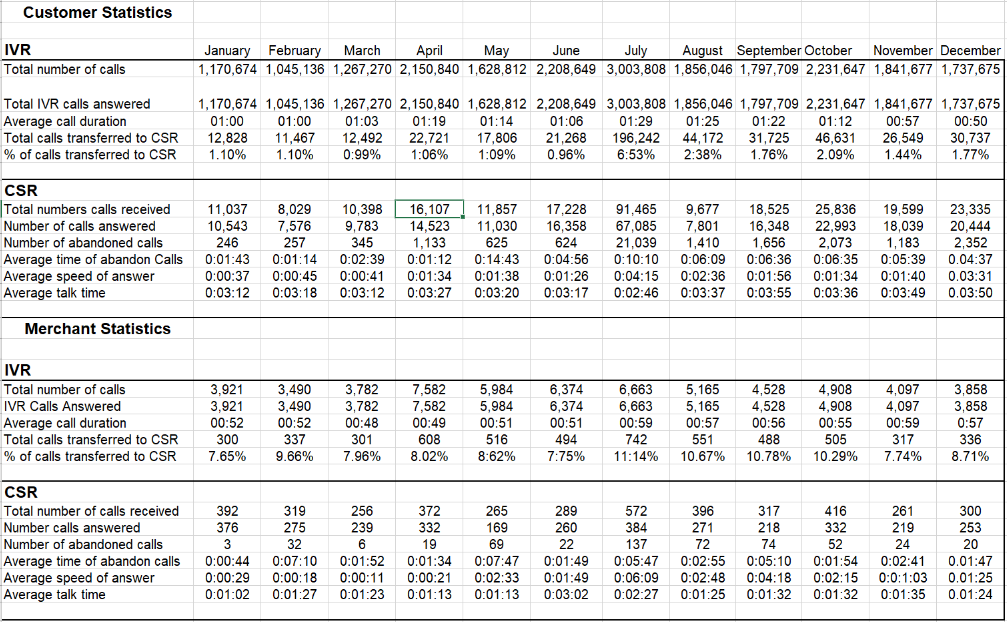 Customer Statistics
IVR January February March April May June July August September October November December
Total number of calls 1,170,674 1,045,136 1,267,270 2,150,840 1,628,812 2,208,649 3,003,808 1,856,046 1,797,709 2,231,647 1,841,677 1,737,675
Total IVR calls answered 1,170,674 1,045,136 1,267,270 2,150,840 1,628,812 2,208,649 3,003,808 1,856,046 1,797,709 2,231,647 1,841,677 1,737,675
Average call duration 01:00 01:00 01:03 01:19 01:14 01:06 01:29 01:25 01:22 01:12 00:57 00:50
Total calls transferred to CSR 12,828 11,467 12,492 22,721 17,806 21,268 196,242 44,172 31,725 46,631 26,549 30,737
% of calls transferred to CSR 1.10% 1.10% 0:99% 1:06% 1:09% 0.96% 6:53% 2:38% 1.76% 2.09% 1.44% 1.77%
CSR
Total numbers calls received 11,037 8,029 10,398 16,107 11,857 17,228 91,465 9,677 18,525 25,836 19,599 23,335
Number of calls answered 10,543 7,576 9,783 14,523 11,030 16,358 67,085 7,801 16,348 22,993 18,039 20,444
Number of abandoned calls 246 257 345 1,133 625 624 21,039 1,410 1,656 2,073 1,183 2,352
Average time of abandon Calls 0:01:43 0:01:14 0:02:39 0:01:12 0:14:43 0:04:56 0:10:10 0:06:09 0:06:36 0:06:35 0:05:39 0.04:37
Average speed of answer 0:00:37 0:00:45 0:00:41 0:01:34 0:01:38 0:01:26 0:04:15 0:02:36 0:01:56 0:01:34 0:01:40 0.03:31
Average talk time 0:03:12 0:03:18 0:03:12 0:03:27 0:03:20 0:03:17 0:02:46 0:03:37 0:03:55 0:03:36 0:03:49 0.03:50
Merchant Statistics
IVR
Total number of calls 3,921 3,490 3,782 7,582 5,984 6,374 6,663 5,165 4,528 4,908 4,097 3,858
IVR Calls Answered 3,921 3,490 3,782 7,582 5,984 6,374 6,663 5,165 4,528 4,908 4,097 3,858
Average call duration 00:52 00:52 00:48 00:49 00:51 00:51 00:59 00:57 00:56 00:55 00:59 0:57
Total calls transferred to CSR 300 337 301 608 516 494 742 551 488 505 317 336
% of calls transferred to CSR 7.65% 9.66% 7.96% 8.02% 8:62% 7:75% 11:14% 10.67% 10.78% 10.29% 7.74% 8.71%
CSR
Total number of calls received 392 319 256 372 265 289 572 396 317 416 261 300
Number calls answered 376 275 239 332 169 260 384 271 218 332 219 253
Number of abandoned calls 3 32 6 19 69 22 137 72 74 52 24 20
Average time of abandon calls 0:00:44 0:07:10 0:01:52 0:01:34 0:07:47 0:01:49 0:05:47 0:02:55 0:05:10 0:01:54 0:02:41 0.01:47
Average speed of answer 0:00:29 0:00:18 0:00:11 0:00:21 0:02:33 0:01:49 0:06:09 0:02:48 0:04:18 0:02:15 0:0:1:03 0.01:25
Average talk time 0:01:02 0:01:27 0:01:23 0:01:13 0:01:13 0:03:02 0:02:27 0:01:25 0:01:32 0:01:32 0:01:35 0.01:24